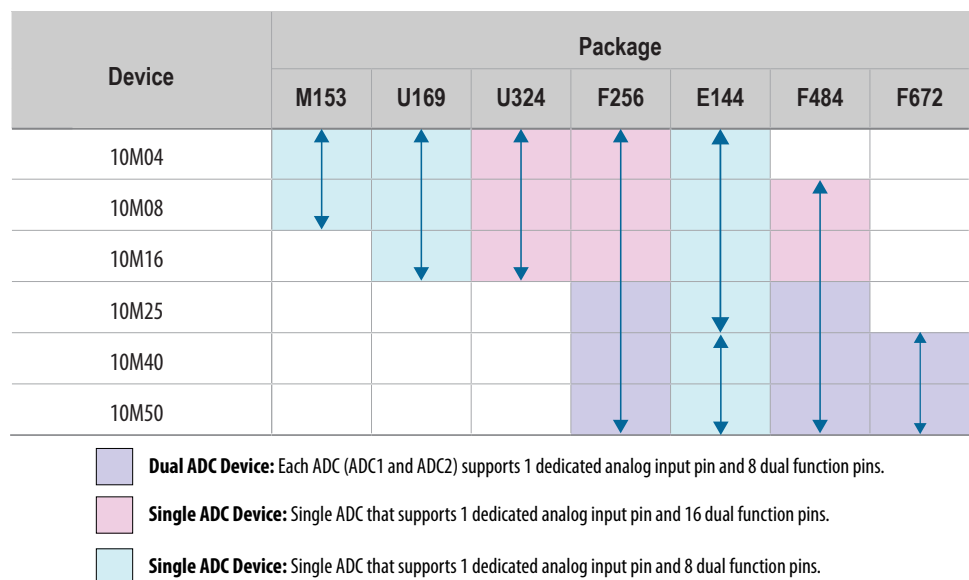 Device
Package
M153 U169 U324 F256 E144 F484 F672
10M04
10M08
10M16
10M25
10M40
10M50
Dual ADC Device: Each ADC (ADC1 and ADC2) supports 1 dedicated analog input pin and 8 dual function pins.
Single ADC Device: Single ADC that supports 1 dedicated analog input pin and 16 dual function pins.
Single ADC Device: Single ADC that supports 1 dedicated analog input pin and 8 dual function pins.